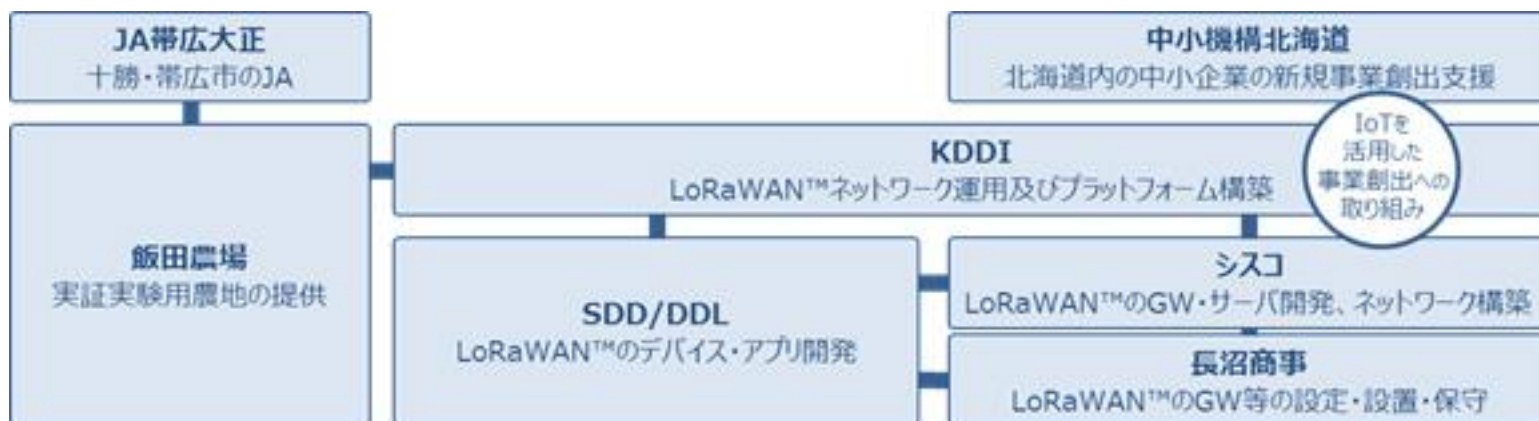 JA帯広大正
十勝・帯広市のJA
中小機構北海道
北海道内の中小企業の新規事業創出支援
IoTを
活用した
事業創出への
取り組み
KDDI
LoRaWAN™ネットワーク運用及びプラットフォーム構築
飯田農場
実証実験用農地の提供
SDD/DDL
LoRaWAN™のデバイス・アプリ開発
シスコ
LoRaWAN™のGW・サーバ開発、ネットワーク構築
長沼商事
LoRaWAN™のGW等の設定・設置・保守